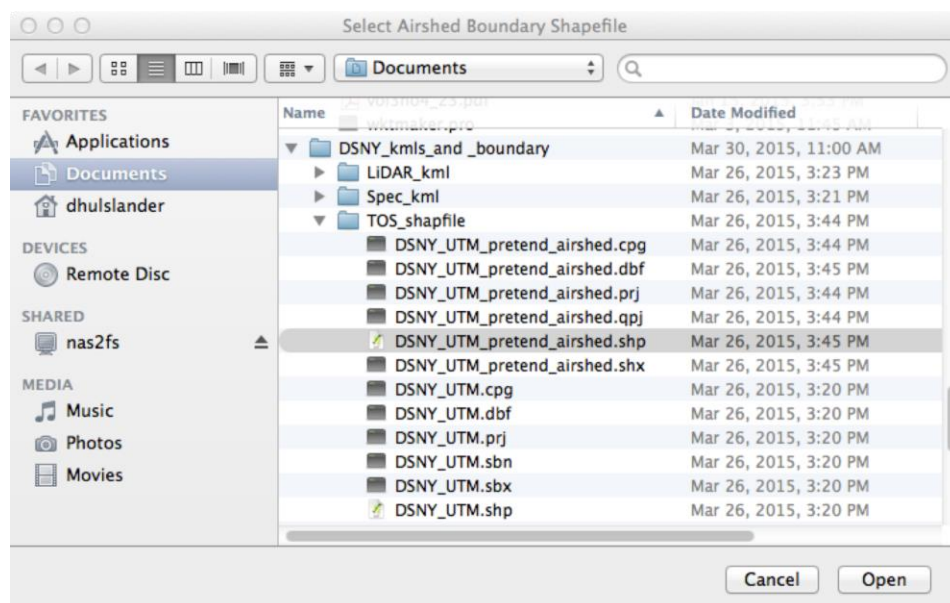 Select Airshed Boundary Shapefile
Documents
FAVORITES
Applications
Documents
dhulslander
DEVICES
Remote Disc
SHARED
nas2fs
MEDIA
Music
Photos
Movies
Name Date Modified
DSNY_kmls_and _boundary Mar 30, 2015, 11:00 AM
LiDAR_kml Mar 26, 2015, 3:23 PM
Spec_kml Mar 26, 2015, 3:21 PM
TOS_shapfile Mar 26, 2015, 3:44 PM
DSNY_UTM_pretend_airshed.cpg Mar 26, 2015, 3:44 PM
DSNY_UTM_pretend_airshed.dbf Mar 26, 2015, 3:45 PM
DSNY_UTM_pretend_airshed.prj Mar 26, 2015, 3:44 PM
DSNY_UTM_pretend_airshed.qpj Mar 26, 2015, 3:44 PM
DSNY_UTM_pretend_airshed.shp Mar 26, 2015, 3:45 PM
DSNY_UTM_pretend_airshed.shx Mar 26, 2015, 3:45 PM
DSNY_UTM.cpg Mar 26, 2015, 3:20 PM
DSNY_UTM.dbf Mar 26, 2015, 3:20 PM
DSNY_UTM.prj Mar 26, 2015, 3:20 PM
DSNY_UTM.sbn Mar 26, 2015, 3:20 PM
DSNY_UTM.sbx Mar 26, 2015, 3:20 PM
DSNY_UTM.shp Mar 26, 2015, 3:20 PM
Cancel Open